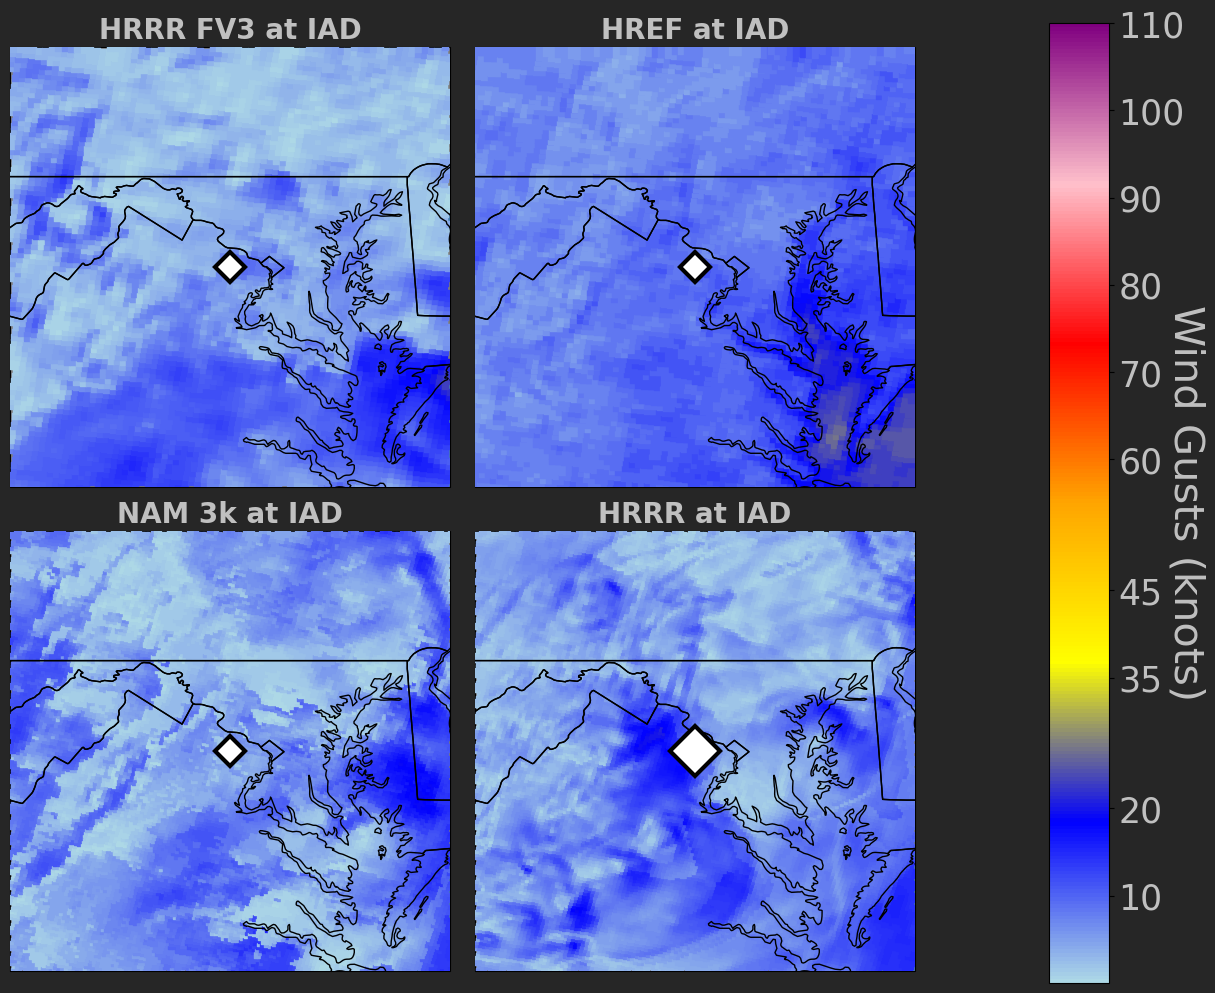 HRRR FV3 at IAD
HREF at IAD
NAM 3k at IAD
HRRR at IAD
110
100
90
80
70
60
45
35
20
10
Wind Gusts (knots)